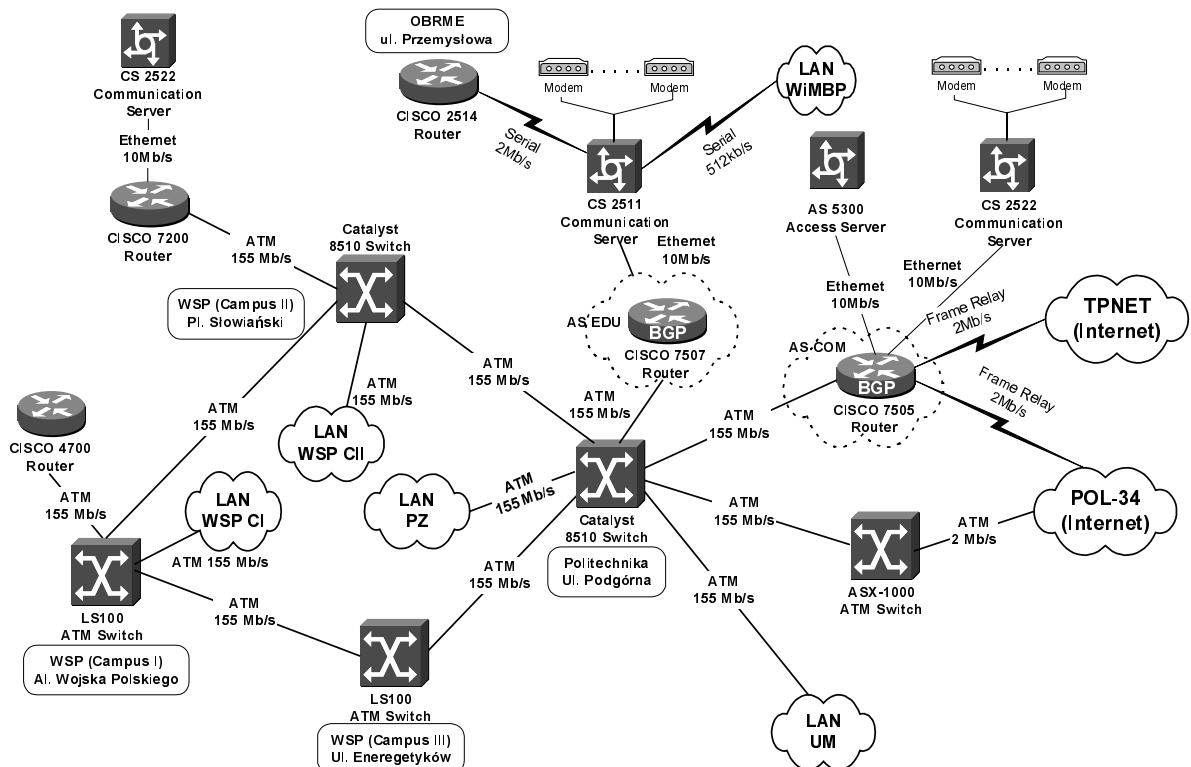 CS 2522
Communication
Server
Ethernet
10Mb/s
CISCO 7200
Router
ATM
155 Mb/s
OBRME
ul. Przemysłowa
CISCO 2514
Router
Serial
2Mb/s
Modem
Modem
LAN
WiMBP
Serial
512kb/s
CS 2511
Communication
Server
Ethernet
10Mb/s
AS 5300
Access Server
Ethernet
10Mb/s
Modem
Modem
CS 2522
Communication
Server
Ethernet
10Mb/s
Catalyst
8510 Switch
WSP (Campus II)
Pl. Słowiański
ATM
155 Mb/s
ATM
155 Mb/s
LAN
WSP CII
ATM
155 Mb/s
AS-EDU
BGP
CISCO 7507
Router
ATM
155 Mb/s
AS-COM
BGP
CISCO 7505
Router
Frame Relay
2Mb/s
TPNET
(Internet)
Frame Relay
2Mb/s
POL-34
(Internet)
ATM
155 Mb/s
CISCO 4700
Router
ATM
155 Mb/s
LAN
WSP CI
ATM 155 Mb/s
LS100
ATM Switch
WSP (Campus I)
Al. Wojska Polskiego
ATM
155 Mb/s
LS100
ATM Switch
WSP (Campus III)
Ul. Eneregetyków
ATM
155 Mb/s
LAN
PZ
ATM
155 Mb/s
Catalyst
8510 Switch
Politechnika
Ul. Podgórna
ATM
155 Mb/s
ASX-1000
ATM Switch
ATM
2 Mb/s
ATM
155 Mb/s
LAN
UM